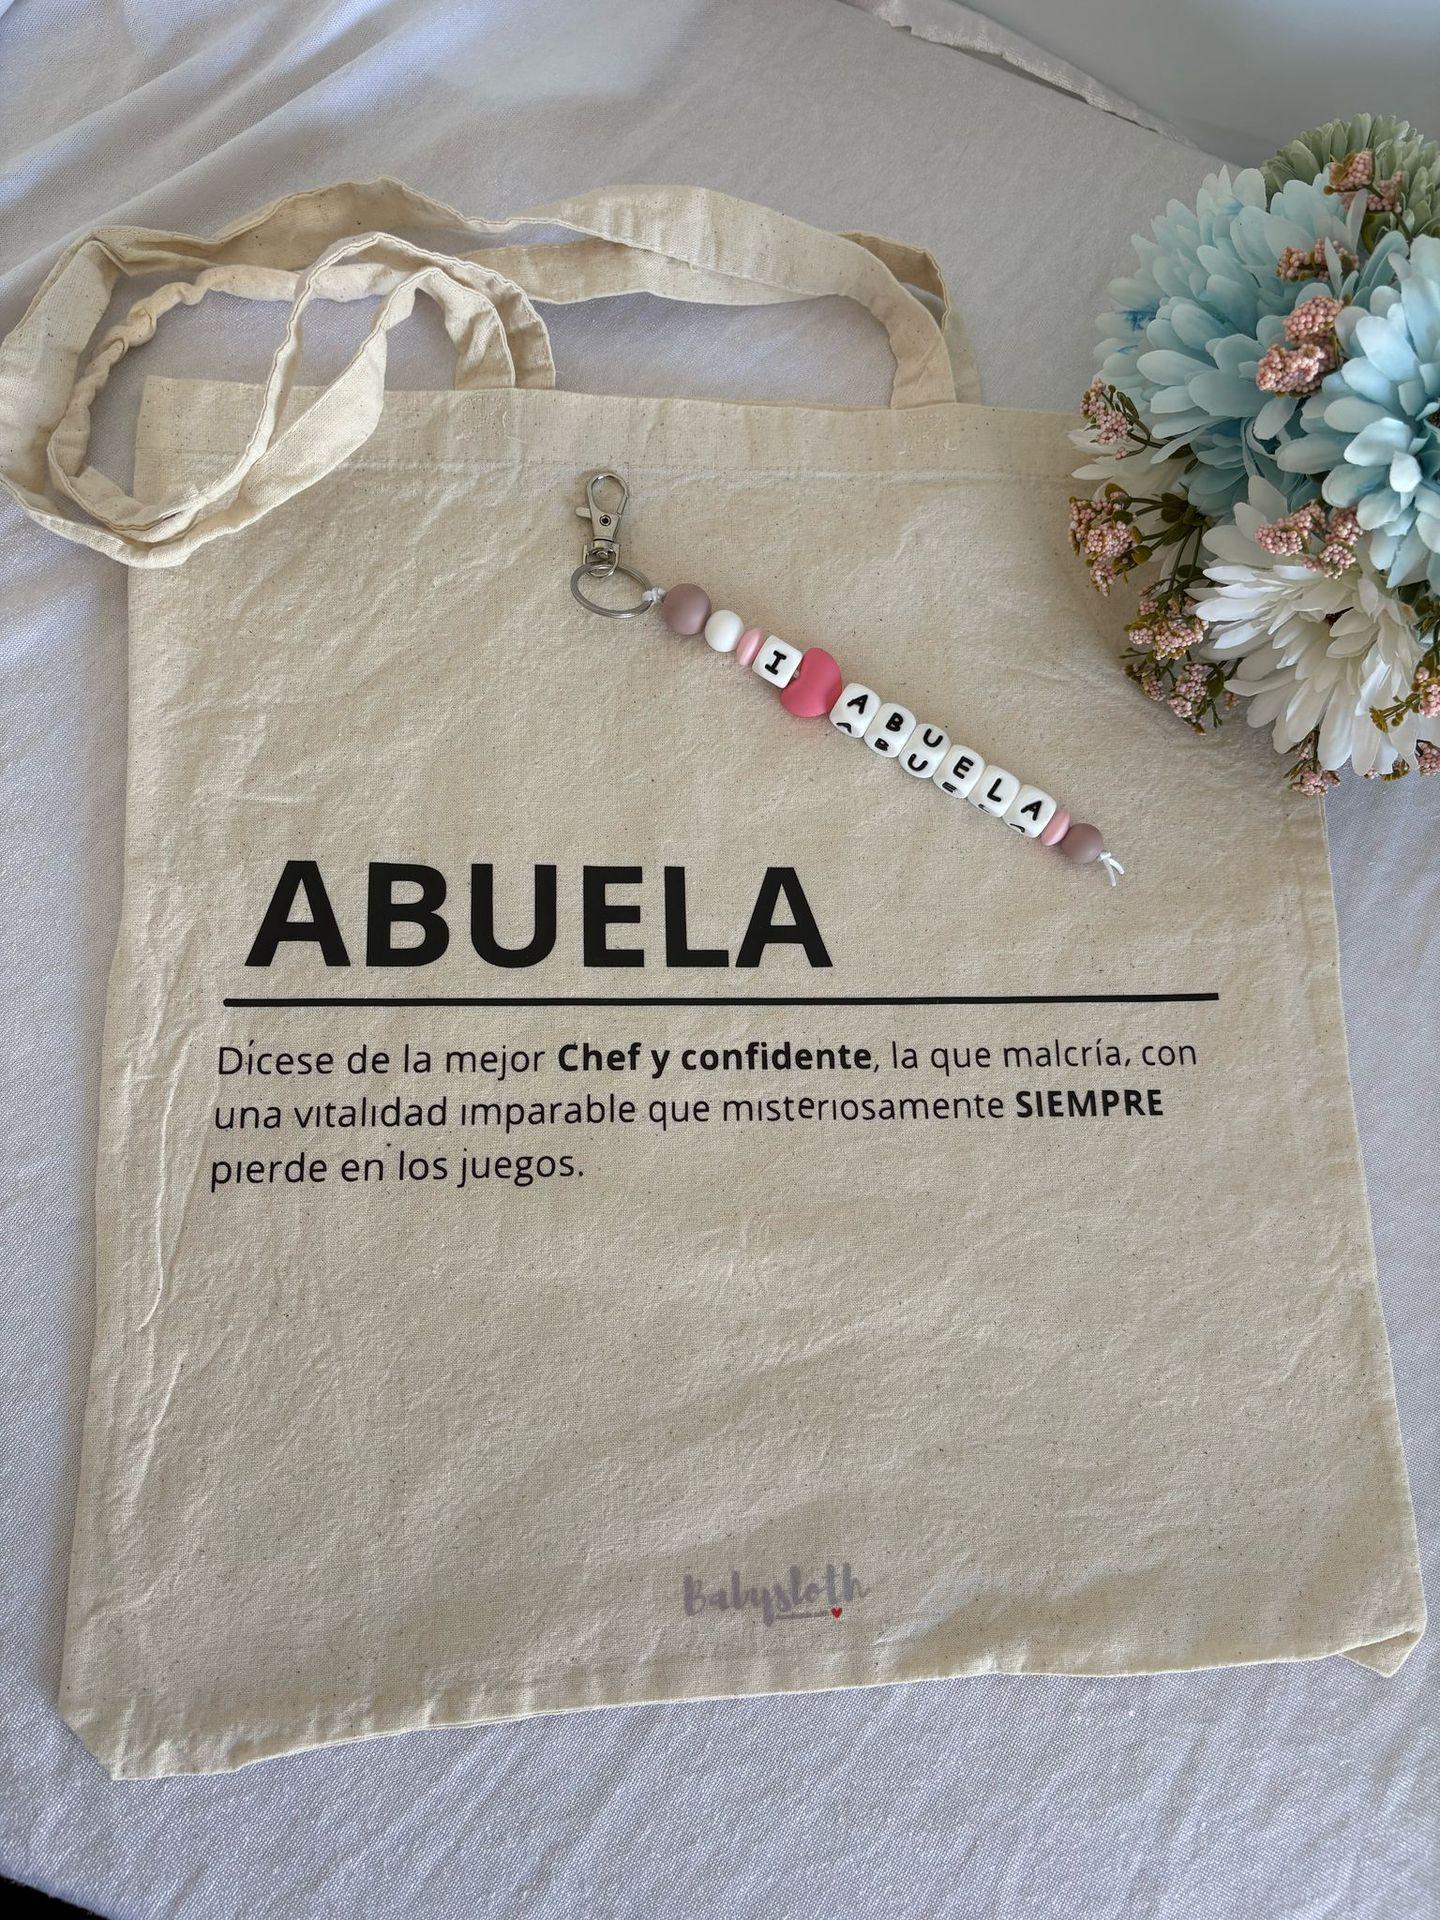 I
ABUELA
ABUELA
Dícese de la mejor Chef y confidente, la que malcría, con
una vitalidad imparable que misteriosamente SIEMPRE
pierde en los juegos.
Babysloth